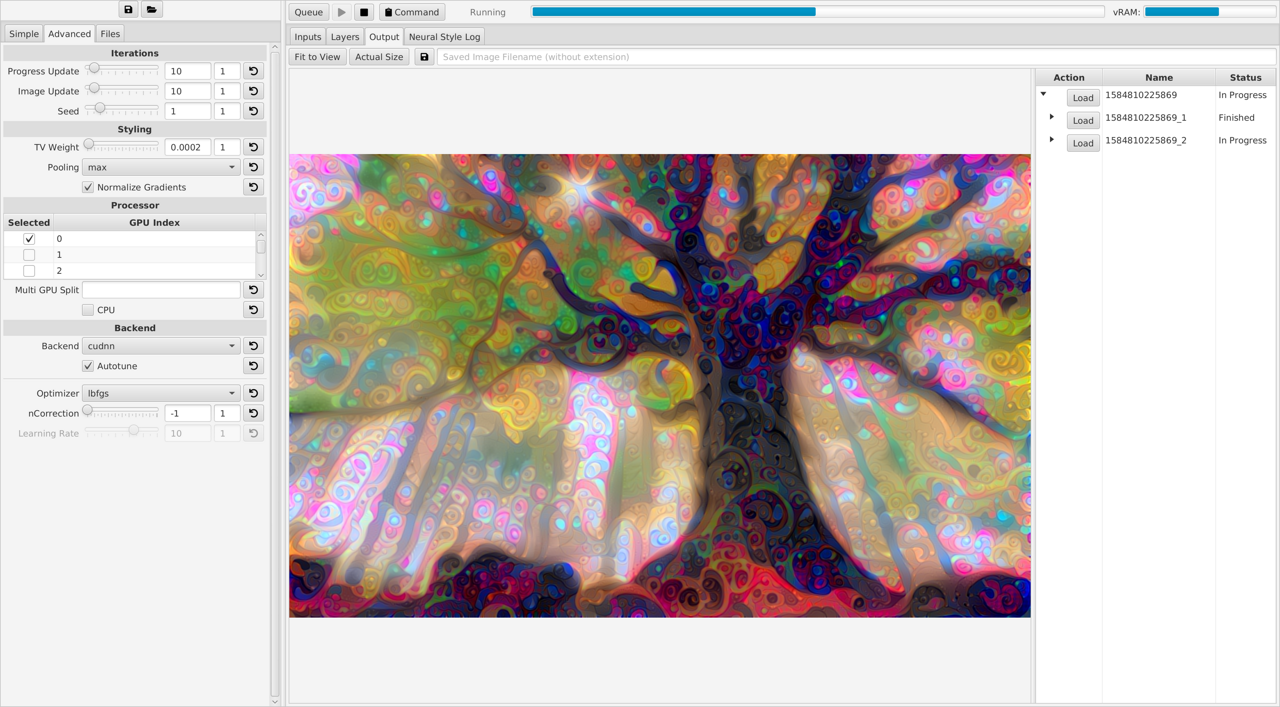 Queue Command Running vRAM:
Simple Advanced Files
Inputs Layers Output Neural Style Log
Fit to View Actual Size Saved Image Filename (without extension)
Iterations
Progress Update 10 1
Image Update 10 1
Seed 1 1
Styling
TV Weight 0.0002 1
Pooling max
Normalize Gradients
Processor
Selected GPU Index
0
1
2
Multi GPU Split
CPU
Backend
Backend cudnn
Autotune
Optimizer lbfgs
nCorrection -1 1
Learning Rate 10 1
Action Name Status
Load 1584810225869 In Progress
Load 1584810225869_1 Finished
Load 1584810225869_2 In Progress